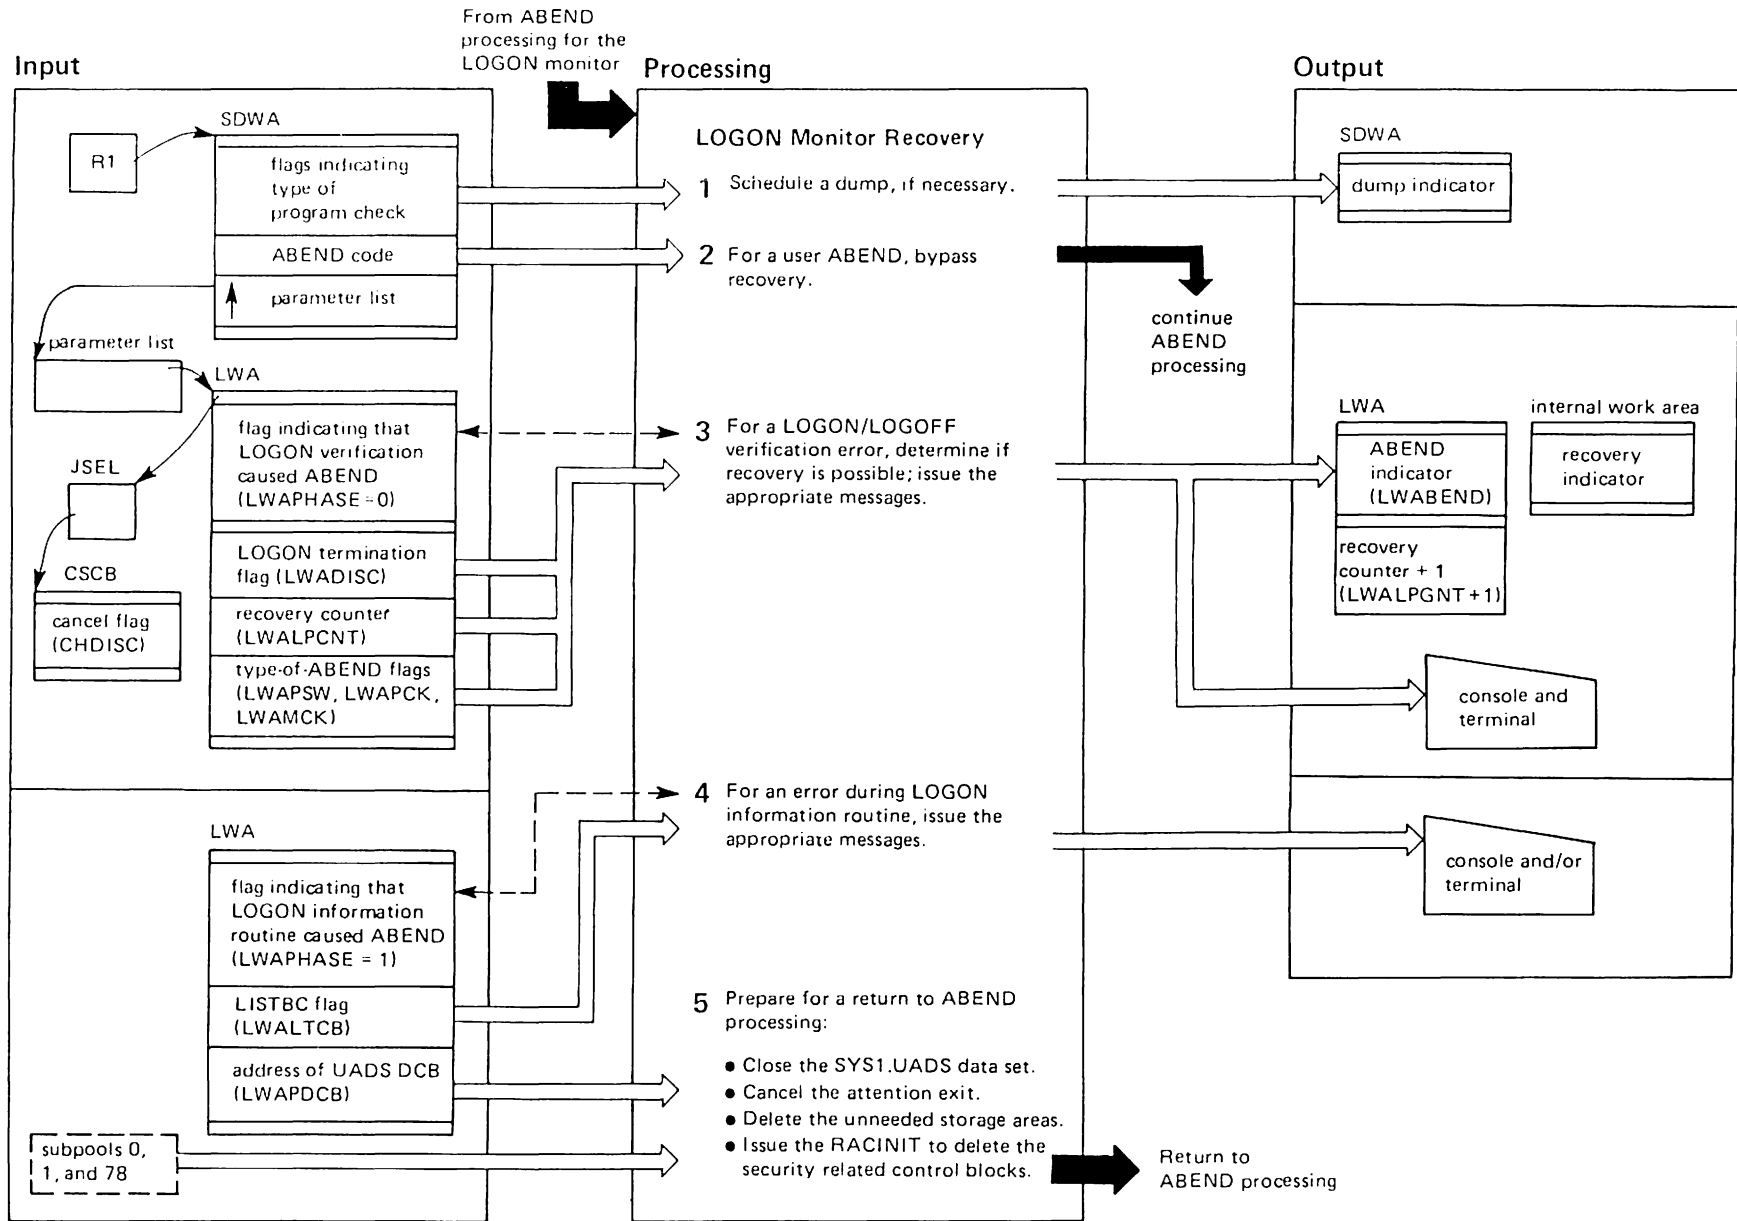 From ABEND
processing for the
LOGON monitor
Input
Processing
Output
SDWA
R1
flags indicating
type of
program check
ABEND code
parameter list
parameter list
LWA
flag indicating that
LOGON verification
caused ABEND
(LWAPHASE = 0)
JSEL
LOGON termination
flag (LWADISC)
CSCB
cancel flag
(CHDISC)
recovery counter
(LWALPCNT)
type-of-ABEND flags
(LWAPSW, LWAPCK,
LWAMCK)
LWA
flag indicating that
LOGON information
routine caused ABEND
(LWAPHASE = 1)
LISTBC flag
(LWALTCB)
address of UADS DCB
(LWAPDCB)
subpools 0,
1, and 78
LOGON Monitor Recovery
1 Schedule a dump, if necessary.
2 For a user ABEND, bypass
recovery.
3 For a LOGON/LOGOFF
verification error, determine if
recovery is possible; issue the
appropriate messages.
4 For an error during LOGON
information routine, issue the
appropriate messages.
5 Prepare for a return to ABEND
processing:
● Close the SYS1.UADS data set.
● Cancel the attention exit.
● Delete the unneeded storage areas.
● Issue the RACINIT to delete the
security related control blocks.
SDWA
dump indicator
continue
ABEND
processing
LWA
ABEND
indicator
(LWABEND)
recovery
counter + 1
(LWALPGNT +1)
internal work area
recovery
indicator
console and
terminal
console and/or
terminal
Return to
ABEND processing